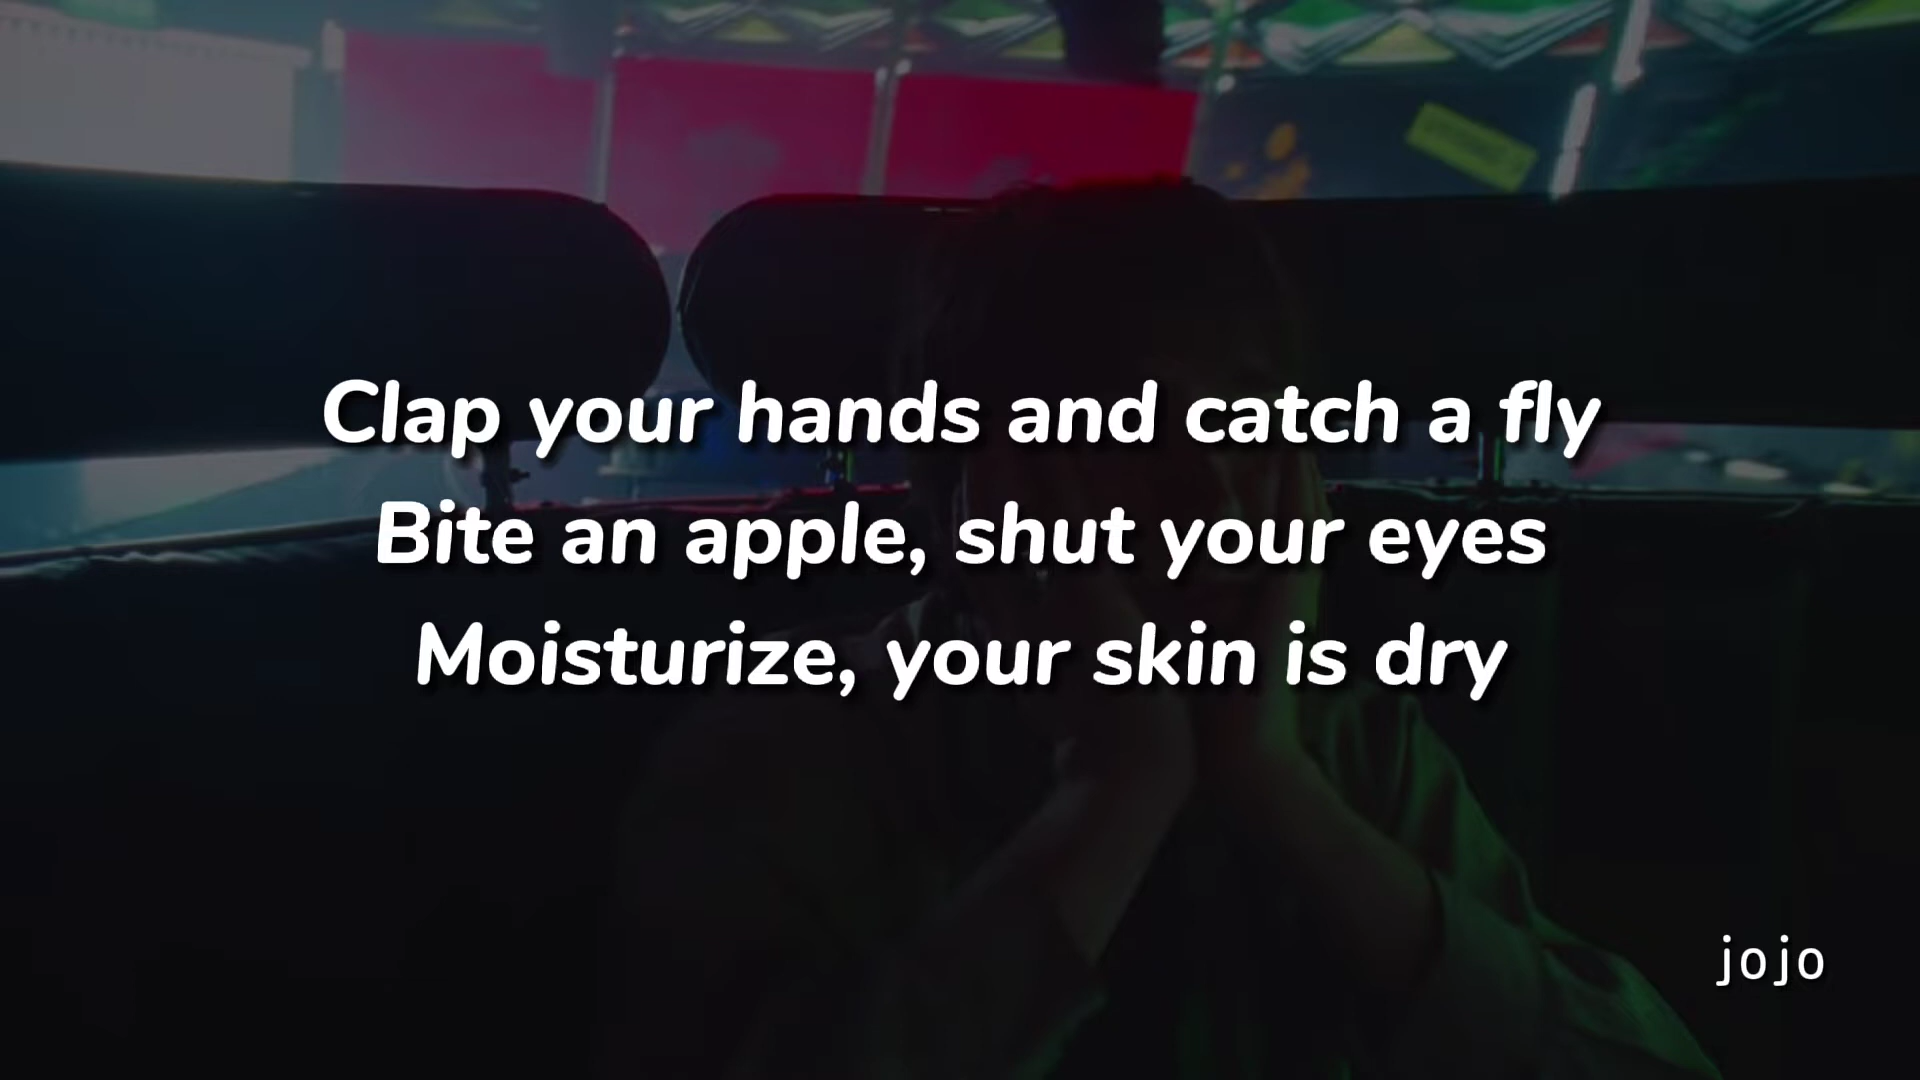 Clap your hands and catch a fly
Bite an apple, shut your eyes
Moisturize, your skin is dry
jojo